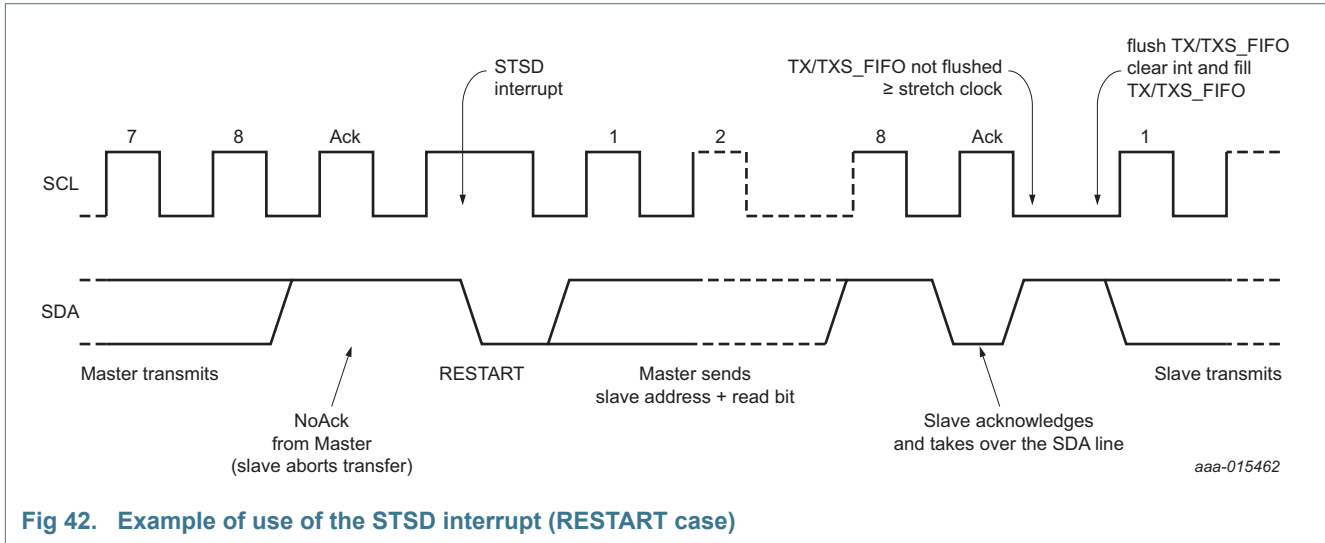 STSD
interrupt
TX/TXS_FIFO not flushed
≥ stretch clock
flush TX/TXS_FIFO
clear int and fill
TX/TXS_FIFO
7 8 Ack 1 2 8 Ack 1
SCL
SDA
Master transmits
NoAck
from Master
(slave aborts transfer)
RESTART
Master sends
slave address + read bit
Slave acknowledges
and takes over the SDA line
Slave transmits
aaa-015462
Fig 42. Example of use of the STSD interrupt (RESTART case)